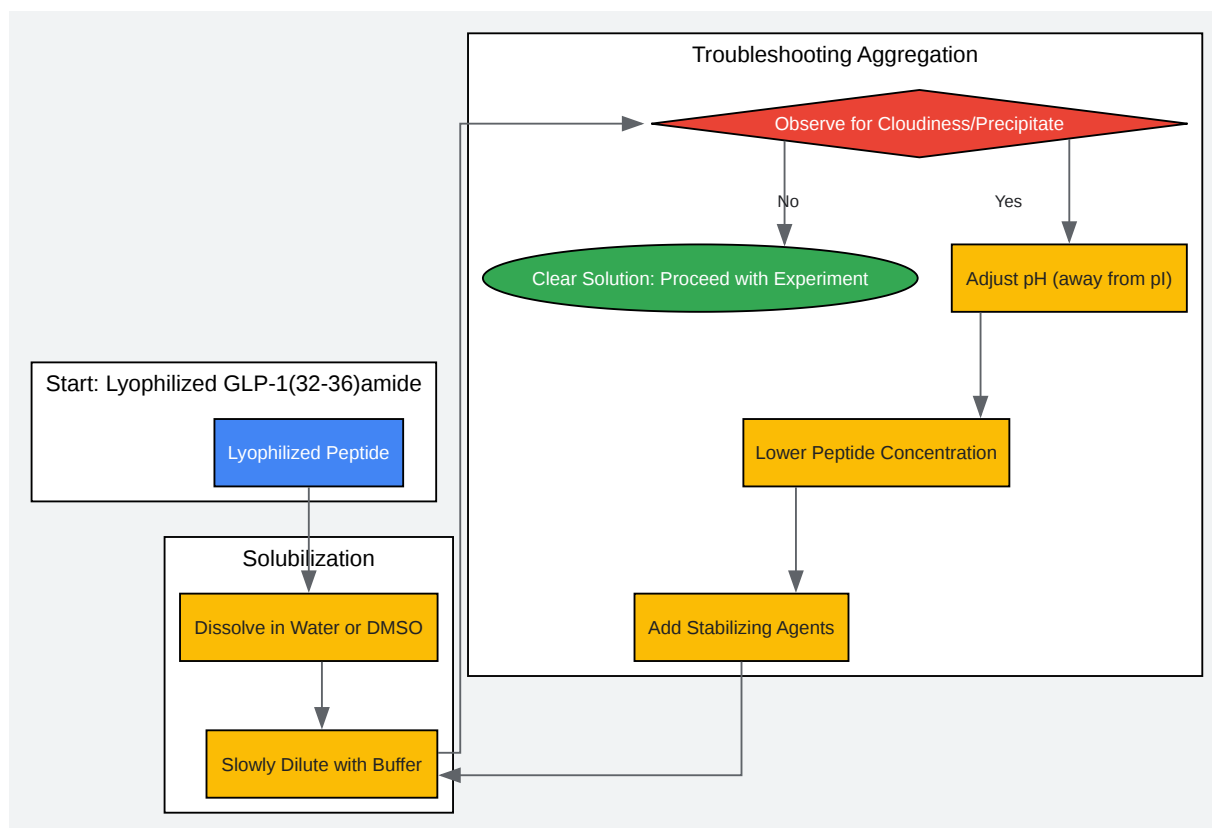 Troubleshooting Aggregation
Observe for Cloudiness/Precipitate
No
Yes
Clear Solution: Proceed with Experiment
Adjust pH (away from pI)
Start: Lyophilized GLP-1(32-36)amide
Lyophilized Peptide
Lower Peptide Concentration
Solubilization
Dissolve in Water or DMSO
Add Stabilizing Agents
Slowly Dilute with Buffer